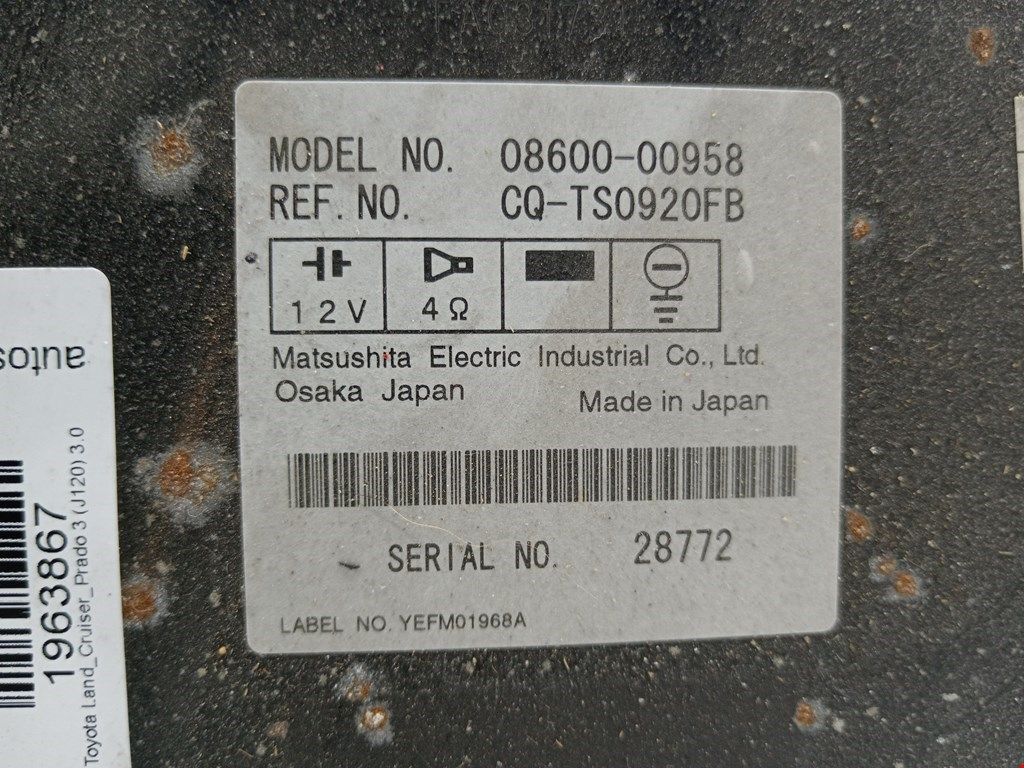 MODEL NO. 08600-00958
REF. NO. CQ-TS0920FB
12V 4Ω
Matsushita Electric Industrial Co., Ltd.
Osaka Japan Made in Japan
SERIAL NO. 28772
LABEL NO. YEFM01968A
autos
1963867
Toyota Land_Cruiser_Prado 3 (J120) 3.0